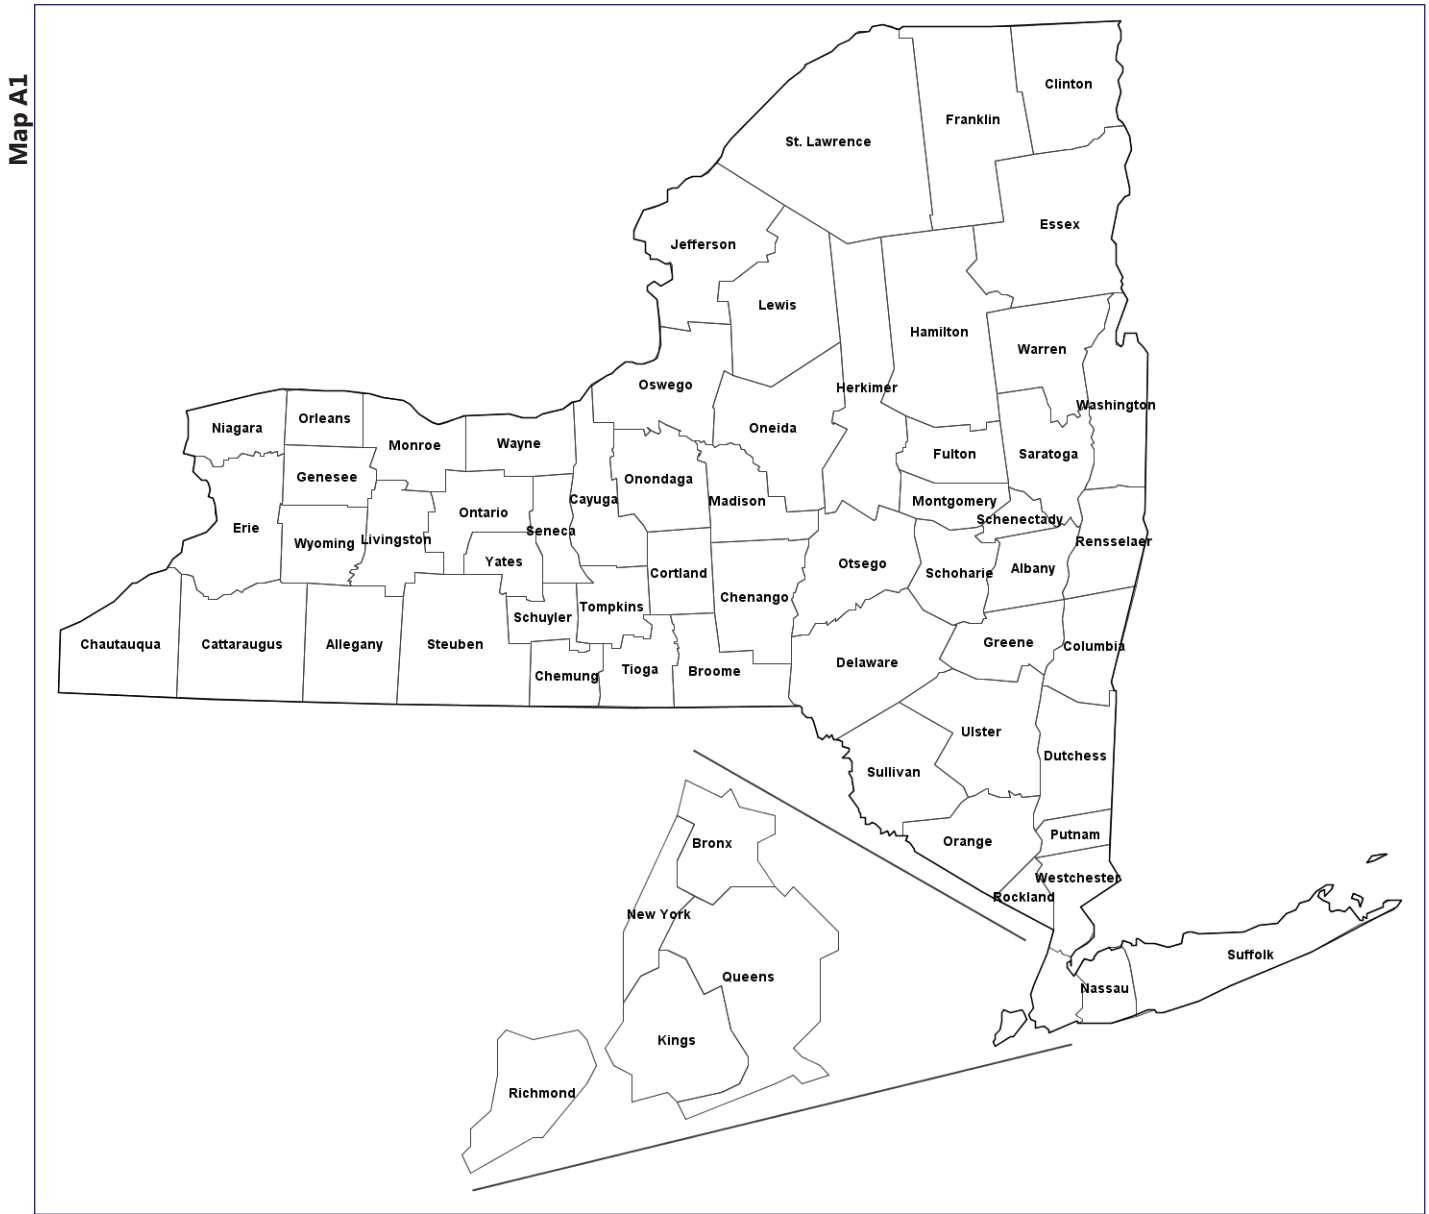 Map A1
Clinton
Franklin
St. Lawrence
Essex
Jefferson
Lewis
Hamilton
Warren
Herkimer
Oswego
Washington
Orleans
Niagara
Oneida
Monroe
Wayne
Fulton
Saratoga
Genesee
Onondaga
Cayuga
Madison
Montgomery
Ontario
Schenectady
Erie
Seneca
Livingston
Wyoming
Rensselaer
Yates
Otsego
Albany
Cortland
Schoharie
Chenango
Tompkins
Schuyler
Chautauqua
Cattaraugus
Allegany
Steuben
Greene
Columbia
Delaware
Tioga
Broome
Chemung
Ulster
Dutchess
Sullivan
Putnam
Orange
Bronx
Westchester
Rockland
New York
Suffolk
Queens
Nassau
Kings
Richmond